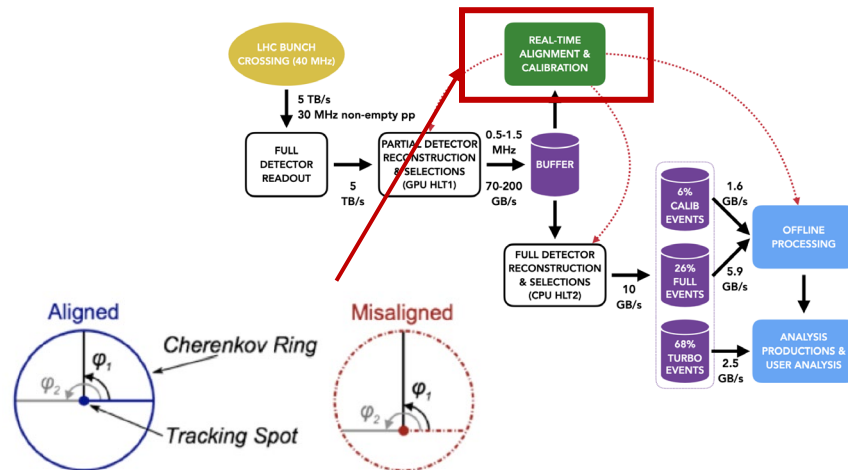 LHC BUNCH
CROSSING (40 MHz)
5 TB/s
30 MHz non-empty pp
REAL-TIME
ALIGNMENT &
CALIBRATION
FULL
DETECTOR
READOUT
5
TB/s
PARTIAL DETECTOR
RECONSTRUCTION
& SELECTIONS
(GPU HLT1)
0.5-1.5
MHz
70-200
GB/s
BUFFER
FULL DETECTOR
RECONSTRUCTION
& SELECTIONS
(CPU HLT2)
10
GB/s
6%
CALIB
EVENTS
26%
FULL
EVENTS
68%
TURBO
EVENTS
1.6
GB/s
5.9
GB/s
2.5
GB/s
OFFLINE
PROCESSING
ANALYSIS
PRODUCTIONS &
USER ANALYSIS
Aligned
φ1
φ2
Cherenkov Ring
Tracking Spot
Misaligned
φ1
φ2